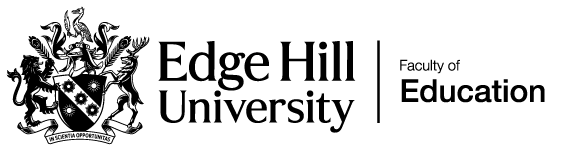 Edge Hill
University
Faculty of
Education
IN SCIENTIA OPPORTUNITAS